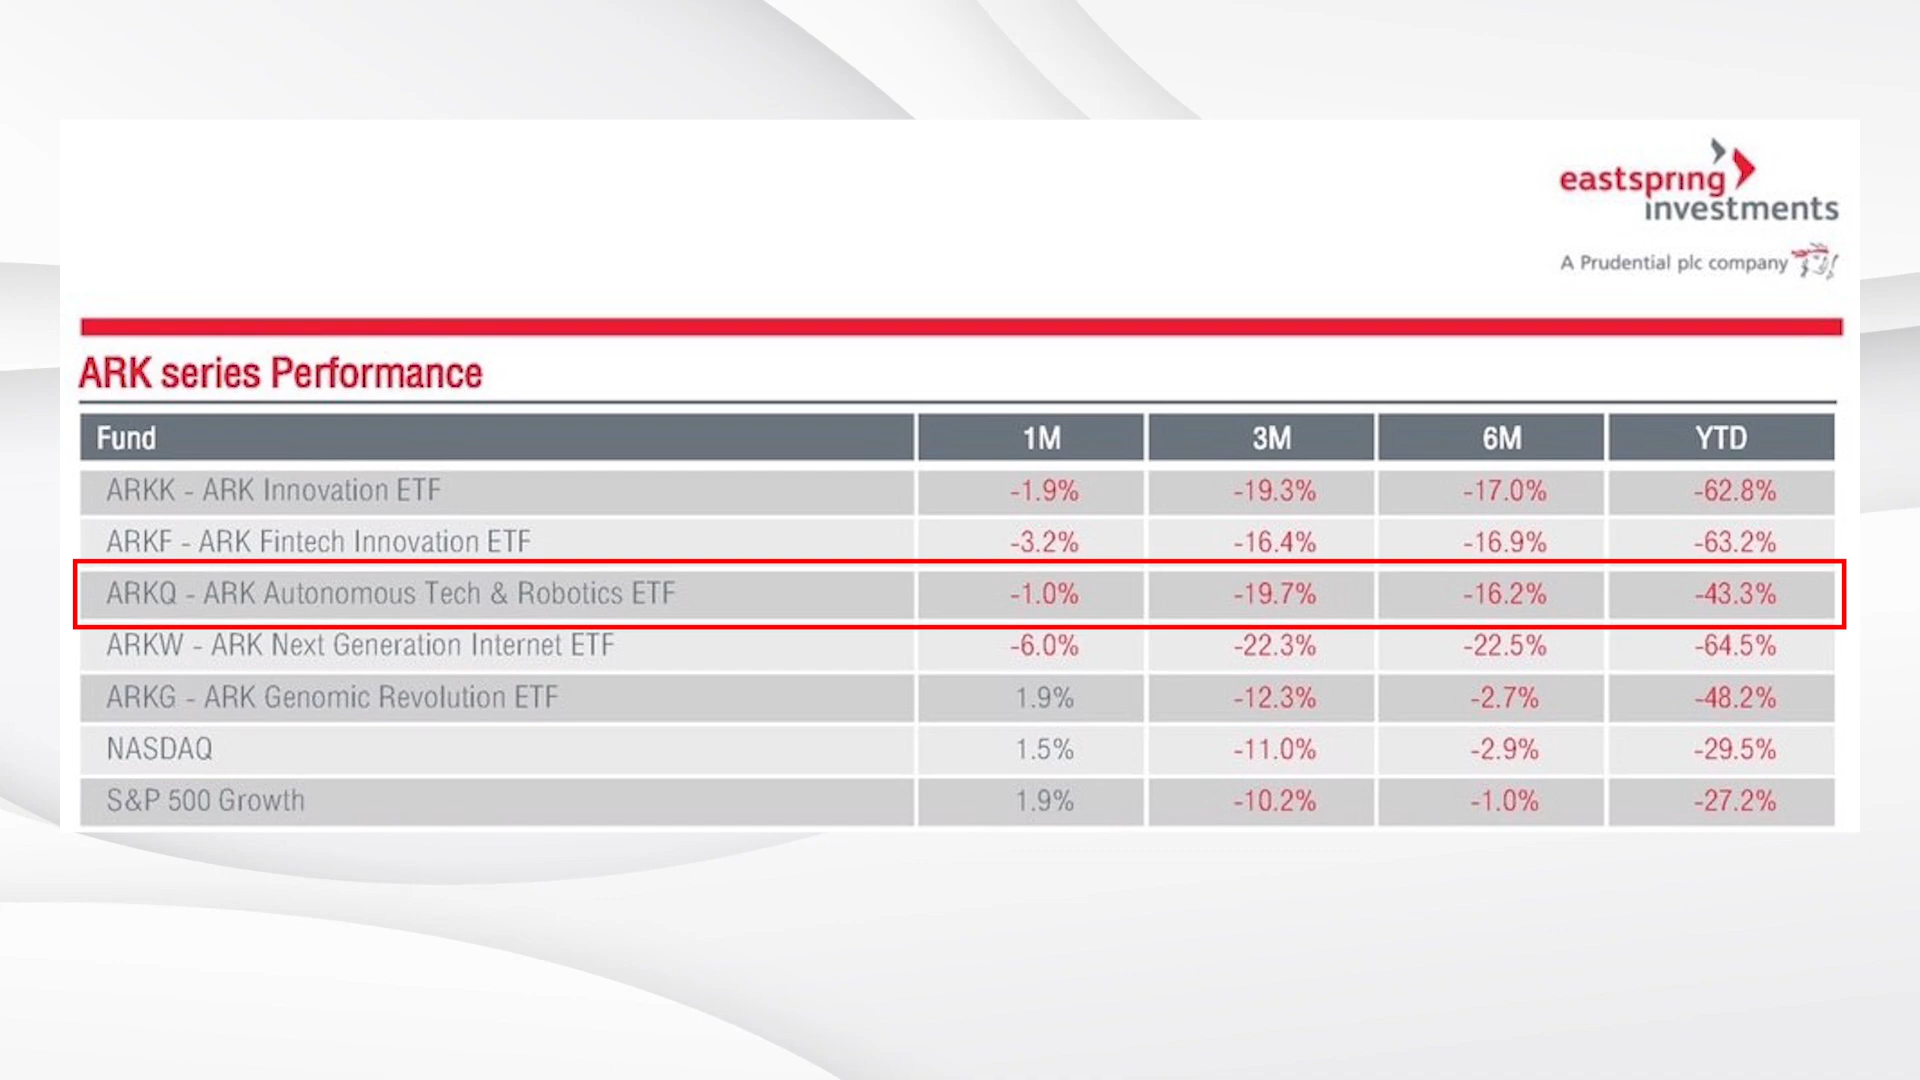 eastspring
investments
A Prudential plc company
ARK series Performance
Fund 1M 3M 6M YTD
ARKK - ARK Innovation ETF -1.9% -19.3% -17.0% -62.8%
ARKF - ARK Fintech Innovation ETF -3.2% -16.4% -16.9% -63.2%
ARKQ - ARK Autonomous Tech & Robotics ETF -1.0% -19.7% -16.2% -43.3%
ARKW - ARK Next Generation Internet ETF -6.0% -22.3% -22.5% -64.5%
ARKG - ARK Genomic Revolution ETF 1.9% -12.3% -2.7% -48.2%
NASDAQ 1.5% -11.0% -2.9% -29.5%
S&P 500 Growth 1.9% -10.2% -1.0% -27.2%